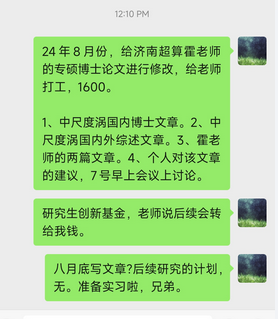 12:10 PM
24 年 8 月份，给济南超算霍老师
的专硕博士论文进行修改，给老师
打工，1600。
1、中尺度涡国内博士文章。2、中
尺度涡国内外综述文章。3、霍老
师的两篇文章。4、个人对该文章
的建议，7 号早上会议上讨论。
研究生创新基金，老师说后续会转
给我钱。
八月底写文章?后续研究的计划，
无。准备实习啦，兄弟。